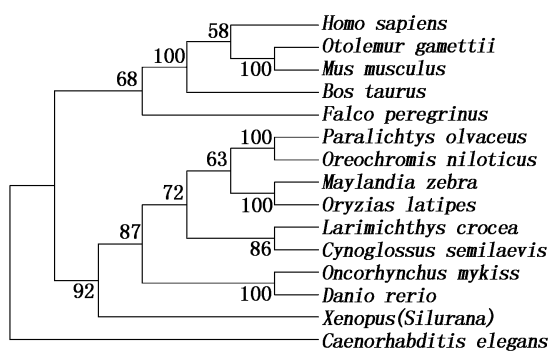 Homo sapiens
58
Otolemur gamettii
100
100
Mus musculus
68
Bos taurus
Falco peregrinus
100
Paralichtys olvaceus
63
Oreochromis niloticus
Maylandia zebra
72
100
Oryzias latipes
87
Larimichthys crocea
86
Cynoglossus semilaevis
Oncorhynchus mykiss
92
100
Danio rerio
Xenopus(Silurana)
Caenorhabditis elegans